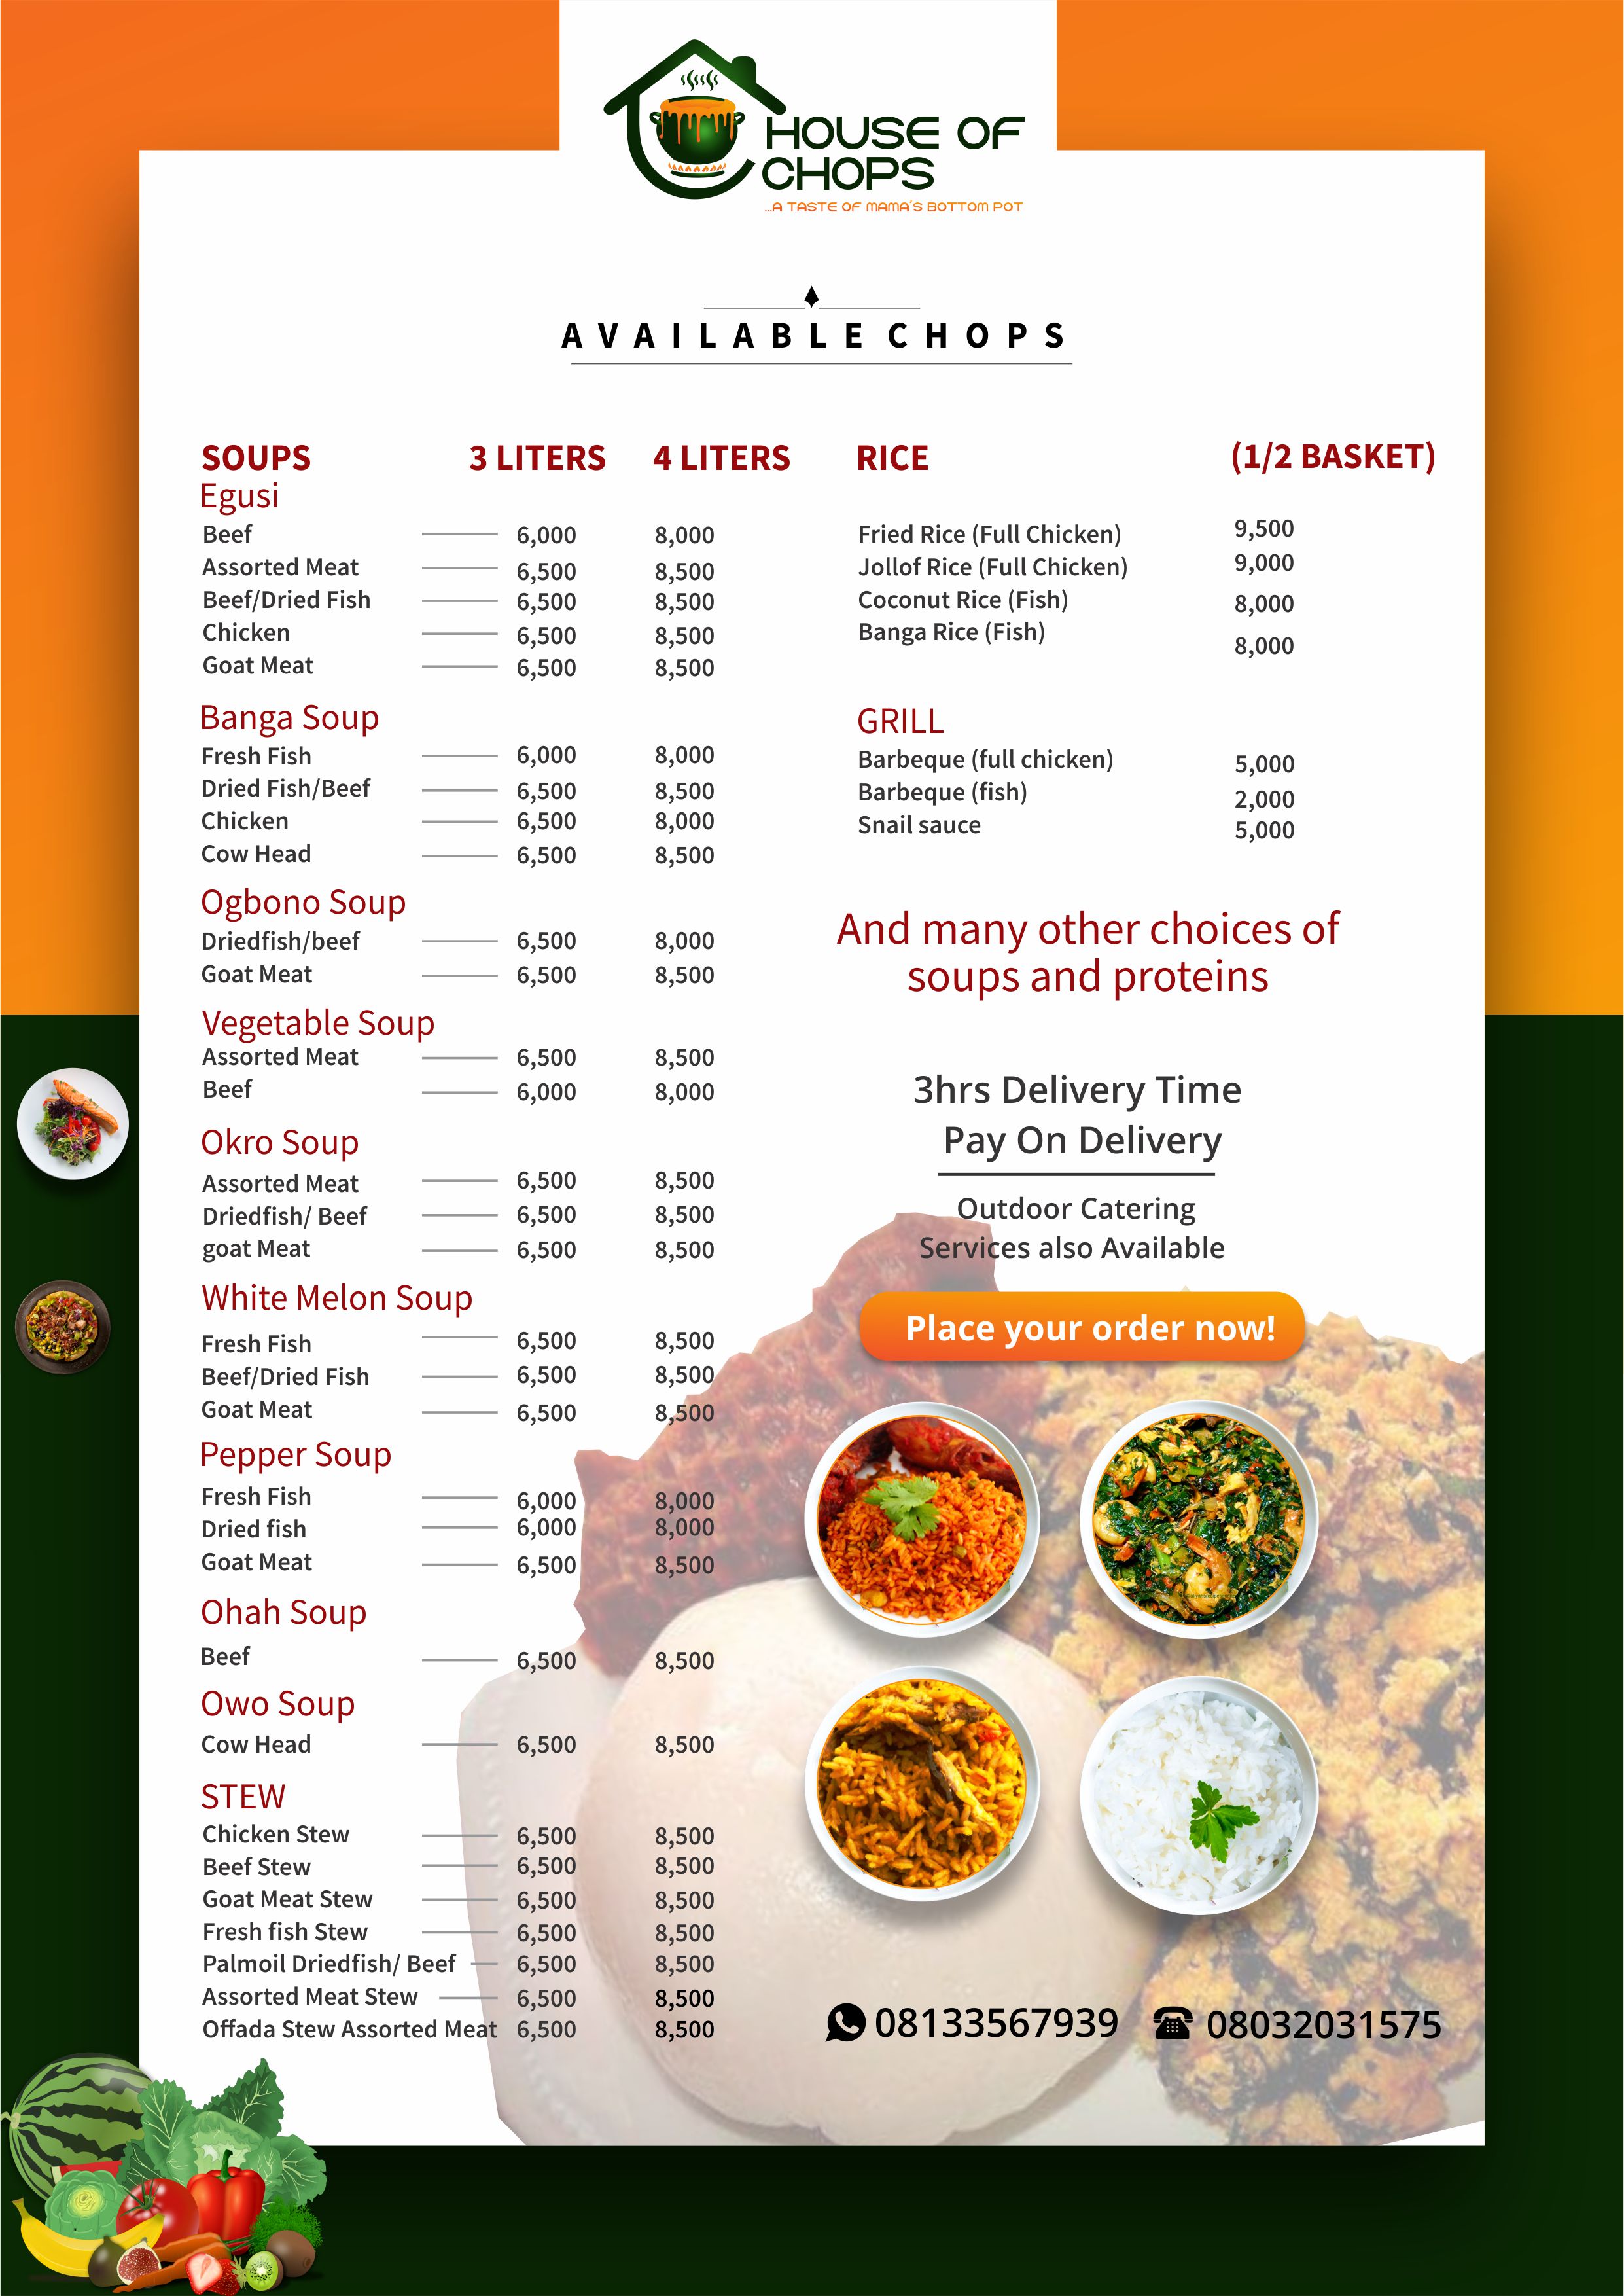 HOUSE OF
CHOPS
...A TASTE OF MAMA'S BOTTOM POT
AVAILABLE CHOPS
SOUPS 3 LITERS 4 LITERS
Egusi
Beef 6,000 8,000
Assorted Meat 6,500 8,500
Beef/Dried Fish 6,500 8,500
Chicken 6,500 8,500
Goat Meat 6,500 8,500
Banga Soup
Fresh Fish 6,000 8,000
Dried Fish/Beef 6,500 8,500
Chicken 6,500 8,000
Cow Head 6,500 8,500
Ogbono Soup
Driedfish/beef 6,500 8,000
Goat Meat 6,500 8,500
Vegetable Soup
Assorted Meat 6,500 8,500
Beef 6,000 8,000
Okro Soup
Assorted Meat 6,500 8,500
Driedfish/ Beef 6,500 8,500
goat Meat 6,500 8,500
White Melon Soup
Fresh Fish 6,500 8,500
Beef/Dried Fish 6,500 8,500
Goat Meat 6,500 8,500
Pepper Soup
Fresh Fish 6,000 8,000
Dried fish 6,000 8,000
Goat Meat 6,500 8,500
Ohah Soup
Beef 6,500 8,500
Owo Soup
Cow Head 6,500 8,500
STEW
Chicken Stew 6,500 8,500
Beef Stew 6,500 8,500
Goat Meat Stew 6,500 8,500
Fresh fish Stew 6,500 8,500
Palmoil Driedfish/ Beef 6,500 8,500
Assorted Meat Stew 6,500 8,500
Offada Stew Assorted Meat 6,500 8,500
RICE (1/2 BASKET)
Fried Rice (Full Chicken) 9,500
Jollof Rice (Full Chicken) 9,000
Coconut Rice (Fish) 8,000
Banga Rice (Fish) 8,000
GRILL
Barbeque (full chicken) 5,000
Barbeque (fish) 2,000
Snail sauce 5,000
And many other choices of
soups and proteins
3hrs Delivery Time
Pay On Delivery
Outdoor Catering
Services also Available
Place your order now!
08133567939 08032031575